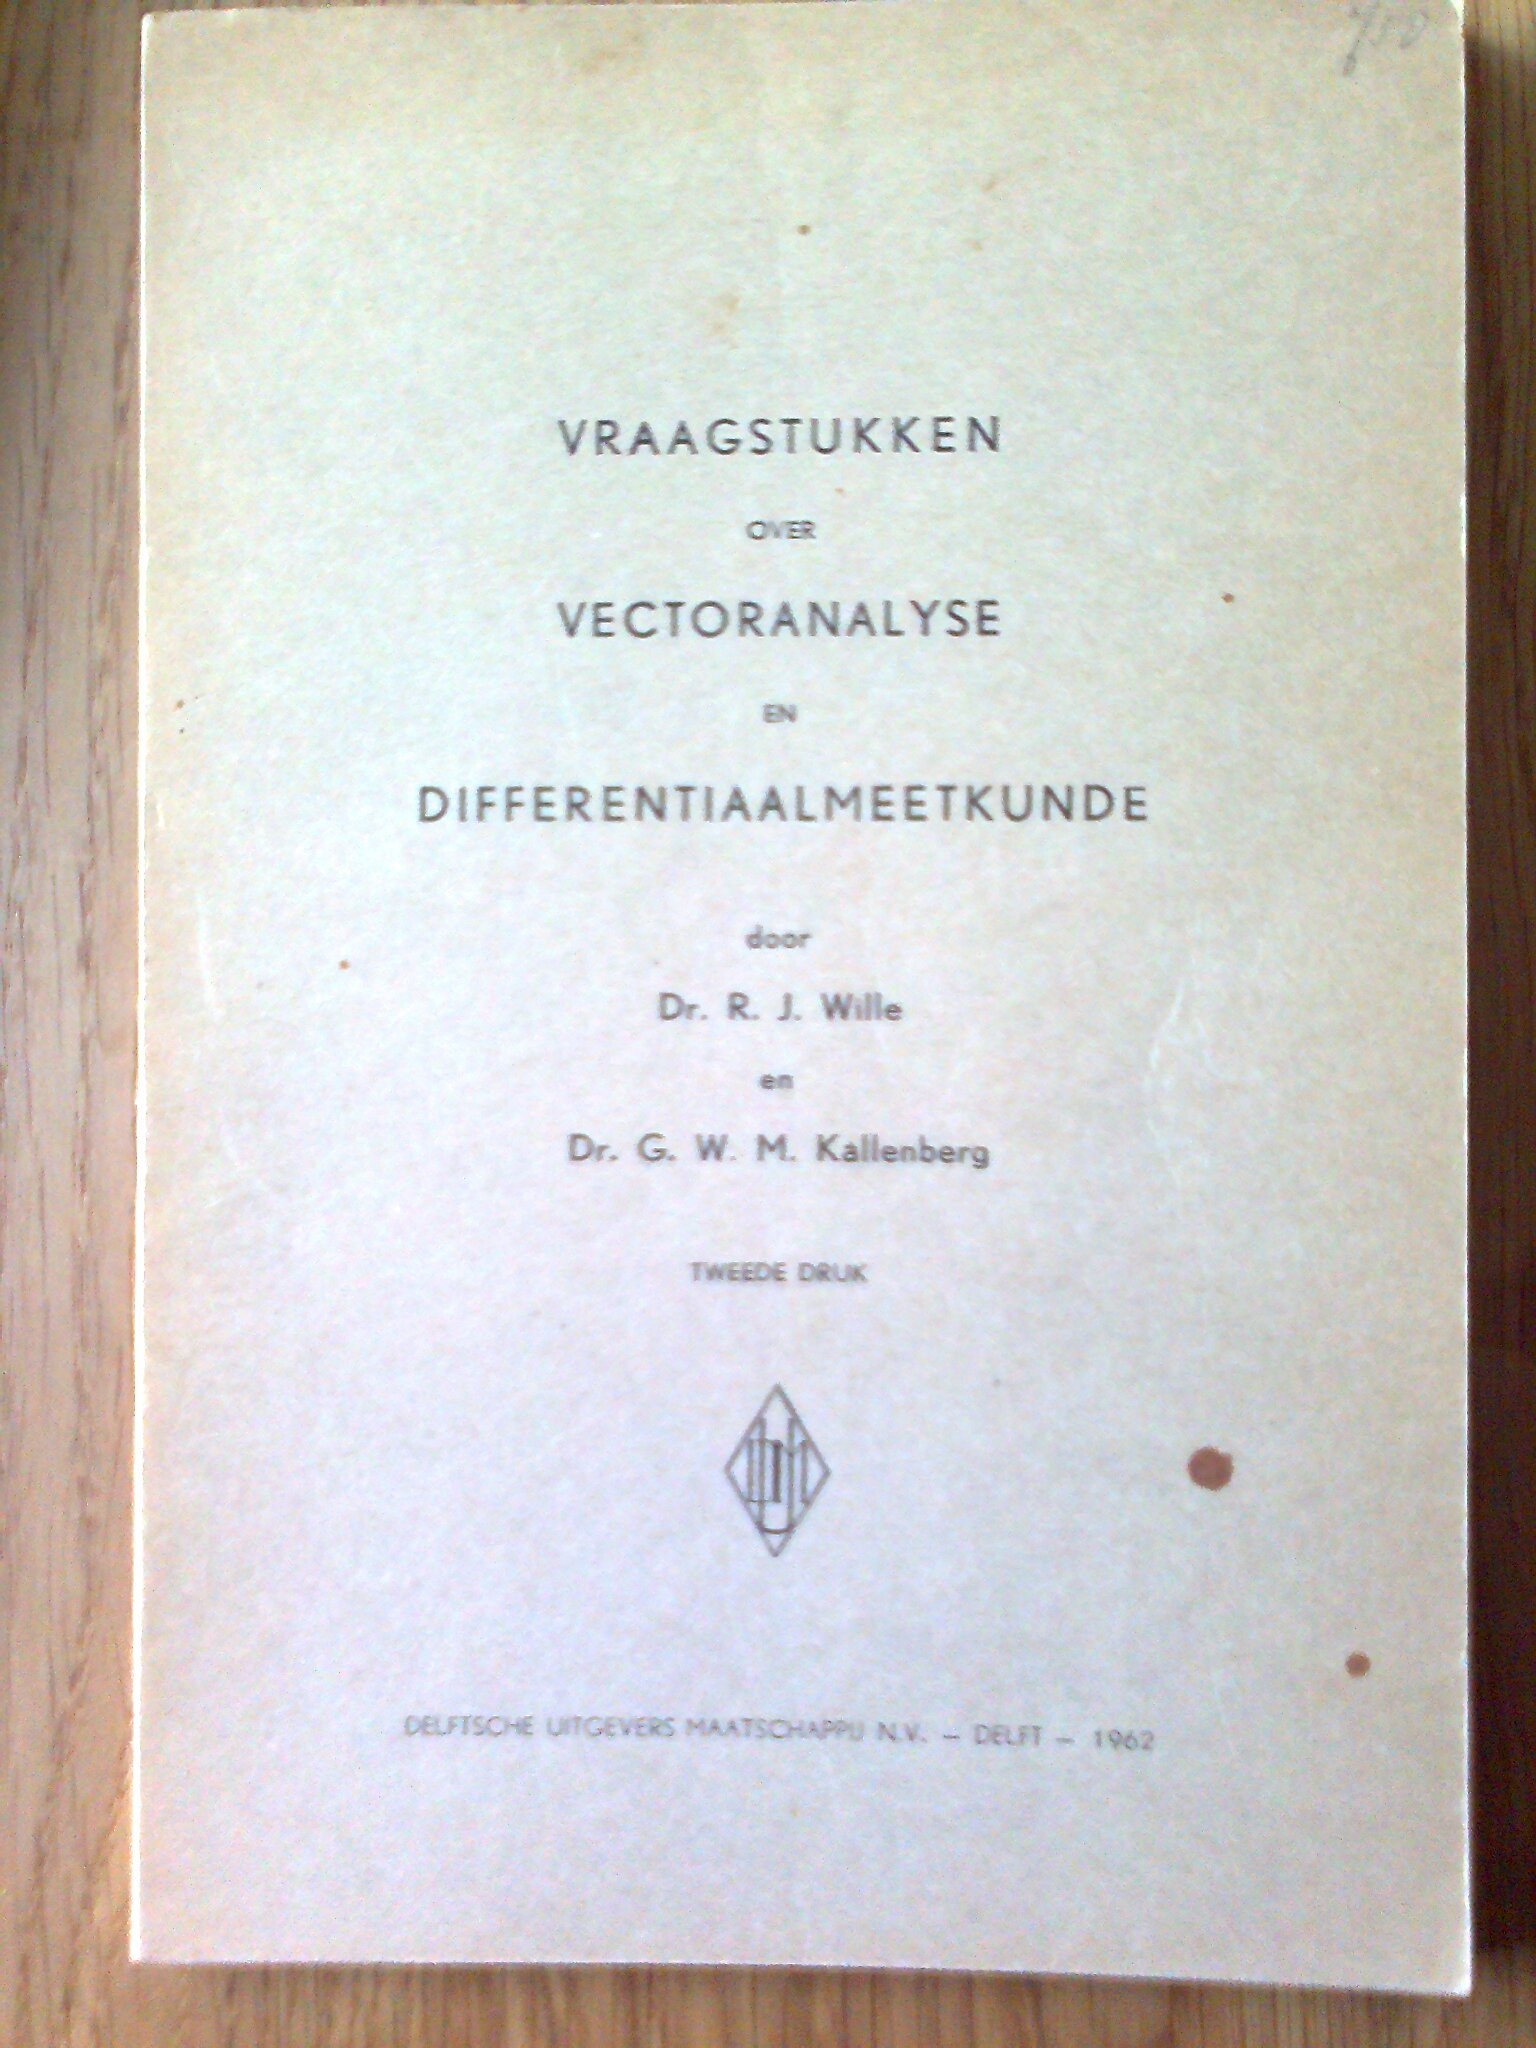 VRAAGSTUKKEN
OVER
VECTORANALYSE
EN
DIFFERENTIAALMEETKUNDE
door
Dr. R. J. Wille
en
Dr. G. W. M. Kallenberg
TWEEDE DRUK
DELFTSCHE UITGEVERS MAATSCHAPPIJ N.V. – DELFT – 1962